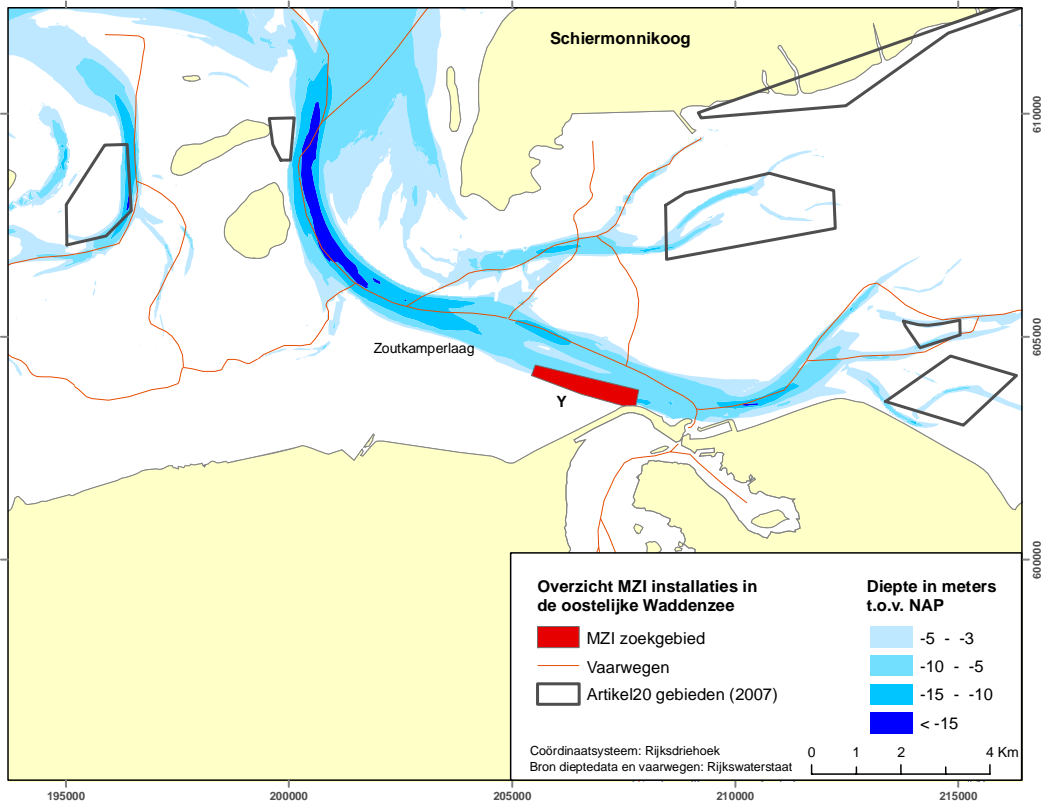 Schiermonnikoog
610000
Zoutkamperlaag
605000
Y
600000
Overzicht MZI installaties in
de oostelijke Waddenzee
MZI zoekgebied
Vaarwegen
Artikel20 gebieden (2007)
Diepte in meters
t.o.v. NAP
-5 - -3
-10 - -5
-15 - -10
< -15
Coördinaatsysteem: Rijksdriehoek
Bron dieptedata en vaarwegen: Rijkswaterstaat
0 1 2 4 Km
195000 200000 205000 210000 215000